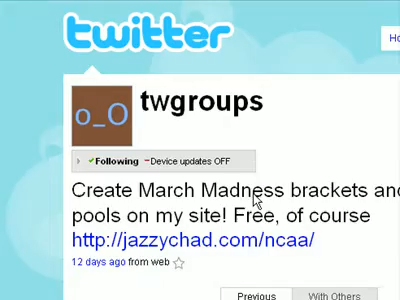 twitter
Ho
o_O
twgroups
Following Device updates OFF
Create March Madness brackets and
pools on my site! Free, of course
http://jazzychad.com/ncaa/
12 days ago from web
Previous With Others